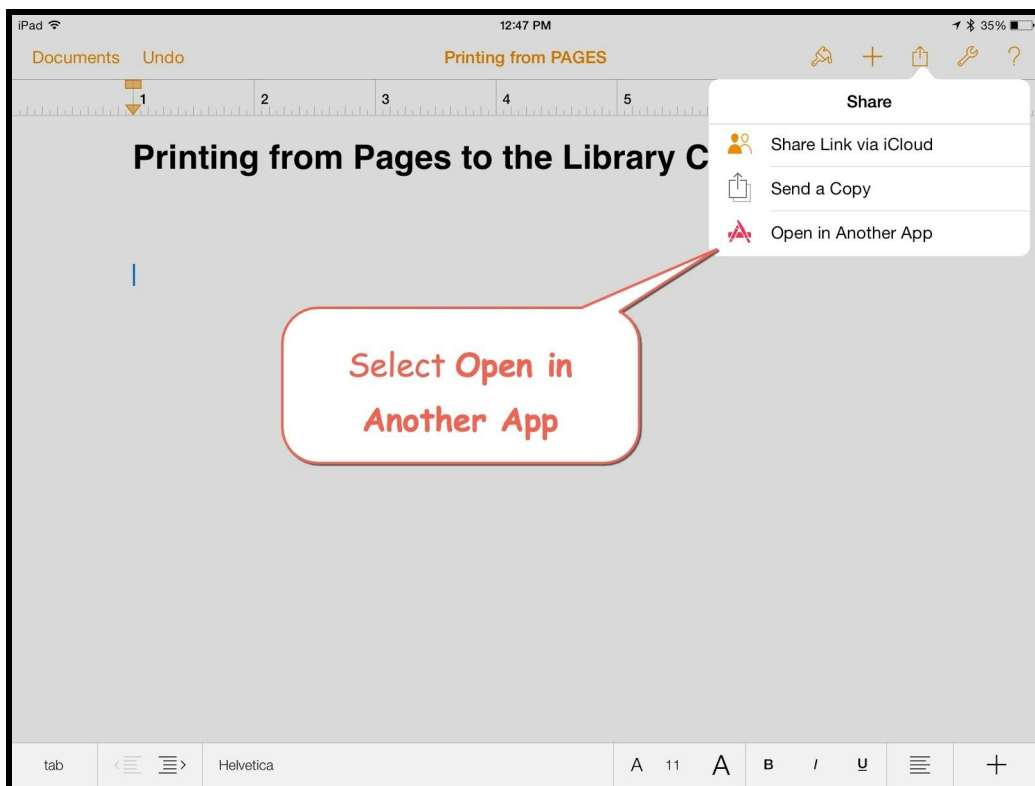 iPad 12:47 PM 35%
Documents Undo Printing from PAGES ?
1 2 3 4 5
Share
Printing from Pages to the Library C
Share Link via iCloud
Send a Copy
Open in Another App
Select Open in
Another App
tab Helvetica A 11 A B I U